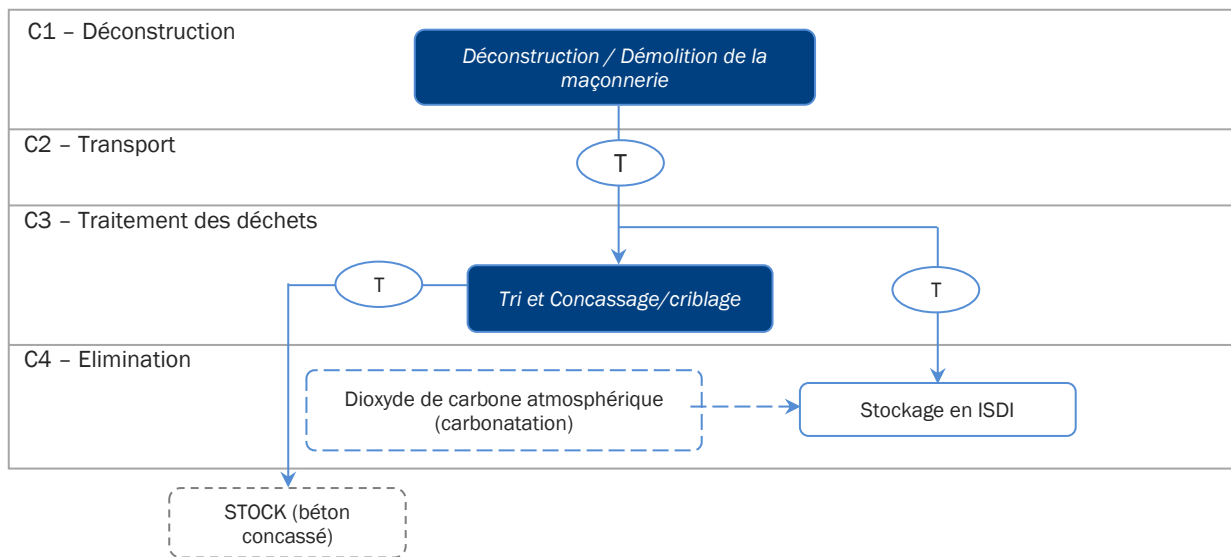 C1 – Déconstruction
Déconstruction / Démolition de la
maçonnerie
C2 – Transport
T
C3 – Traitement des déchets
T
Tri et Concassage/criblage
T
C4 – Elimination
Dioxyde de carbone atmosphérique
(carbonatation)
Stockage en ISDI
STOCK (béton
concassé)